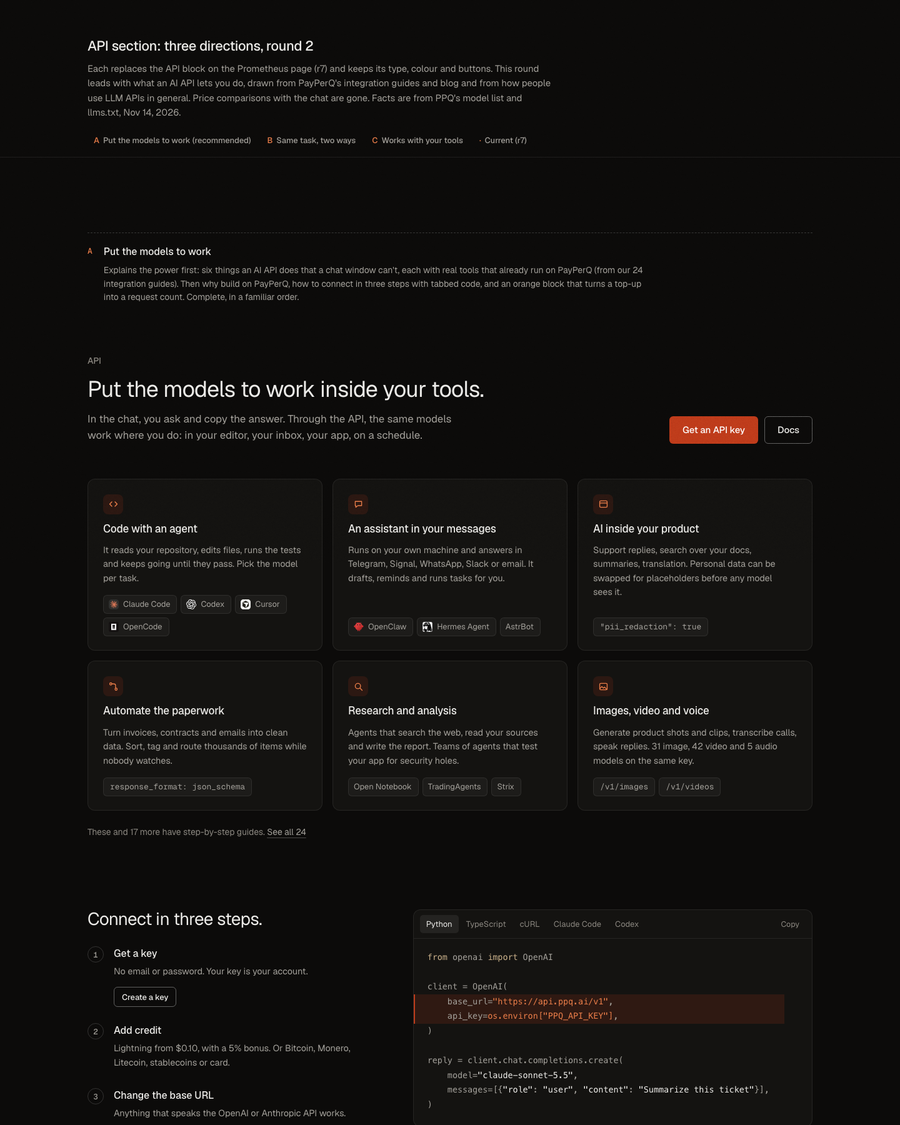 API section: three directions, round 2
Each replaces the API block on the Prometheus page (r7) and keeps its type, colour and buttons. This round
leads with what an AI API lets you do, drawn from PayPerQ's integration guides and blog and from how people
use LLM APIs in general. Price comparisons with the chat are gone. Facts are from PPQ's model list and
llms.txt, Nov 14, 2026.
A Put the models to work (recommended) B Same task, two ways C Works with your tools · Current (r7)
A Put the models to work
Explains the power first: six things an AI API does that a chat window can't, each with real tools that already run on PayPerQ (from our 24
integration guides). Then why build on PayPerQ, how to connect in three steps with tabbed code, and an orange block that turns a top-up
into a request count. Complete, in a familiar order.
API
Put the models to work inside your tools.
In the chat, you ask and copy the answer. Through the API, the same models
work where you do: in your editor, your inbox, your app, on a schedule.
Get an API key
Docs
Code with an agent
It reads your repository, edits files, runs the tests
and keeps going until they pass. Pick the model
per task.
Claude Code Codex Cursor
OpenCode
An assistant in your messages
Runs on your own machine and answers in
Telegram, Signal, WhatsApp, Slack or email. It
drafts, reminds and runs tasks for you.
OpenClaw Hermes Agent AstrBot
AI inside your product
Support replies, search over your docs,
summaries, translation. Personal data can be
swapped for placeholders before any model
sees it.
"pii_redaction": true
Automate the paperwork
Turn invoices, contracts and emails into clean
data. Sort, tag and route thousands of items while
nobody watches.
response_format: json_schema
Research and analysis
Agents that search the web, read your sources
and write the report. Teams of agents that test
your app for security holes.
Open Notebook TradingAgents Strix
Images, video and voice
Generate product shots and clips, transcribe calls,
speak replies. 31 image, 42 video and 5 audio
models on the same key.
/v1/images /v1/videos
These and 17 more have step-by-step guides. See all 24
Connect in three steps.
1 Get a key
No email or password. Your key is your account.
Create a key
2 Add credit
Lightning from $0.10, with a 5% bonus. Or Bitcoin, Monero,
Litecoin, stablecoins or card.
3 Change the base URL
Anything that speaks the OpenAI or Anthropic API works.
Python TypeScript cURL Claude Code Codex Copy
from openai import OpenAI
client = OpenAI(
base_url="https://api.ppq.ai/v1",
api_key=os.environ["PPQ_API_KEY"],
)
reply = client.chat.completions.create(
model="claude-sonnet-5.5",
messages=[{"role": "user", "content": "Summarize this ticket"}],
)